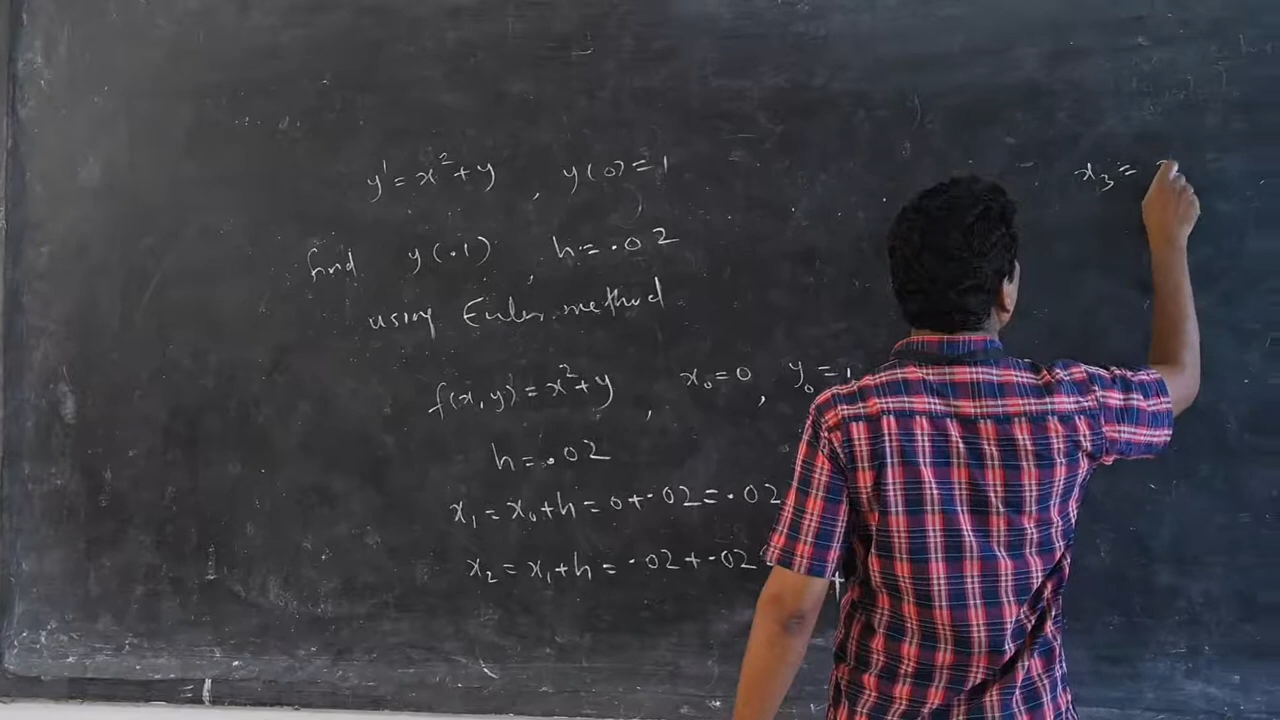 y' = x² + y , y(0) = 1
find y(.1) , h = .02
using Euler method
f(x,y) = x² + y , x₀ = 0 , y₀ = 1
h = .02
x₁ = x₀ + h = 0 + .02 = .02
x₂ = x₁ + h = .02 + .02
x₃ =